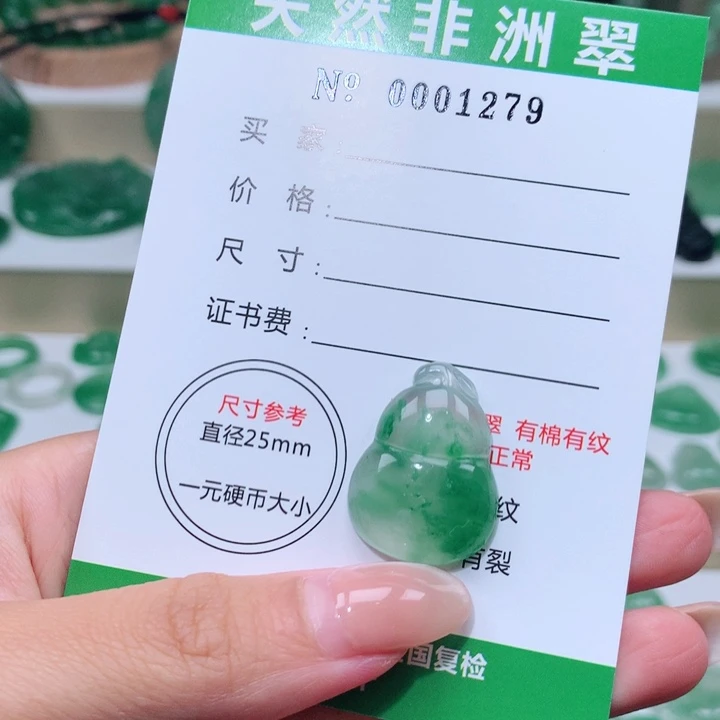 天然非洲翠
Nº 0001279
买 家:
价 格:
尺 寸:
证书费:
尺寸参考
直径25mm
一元硬币大小
翠 有棉有纹
正常
纹
有裂
国复检